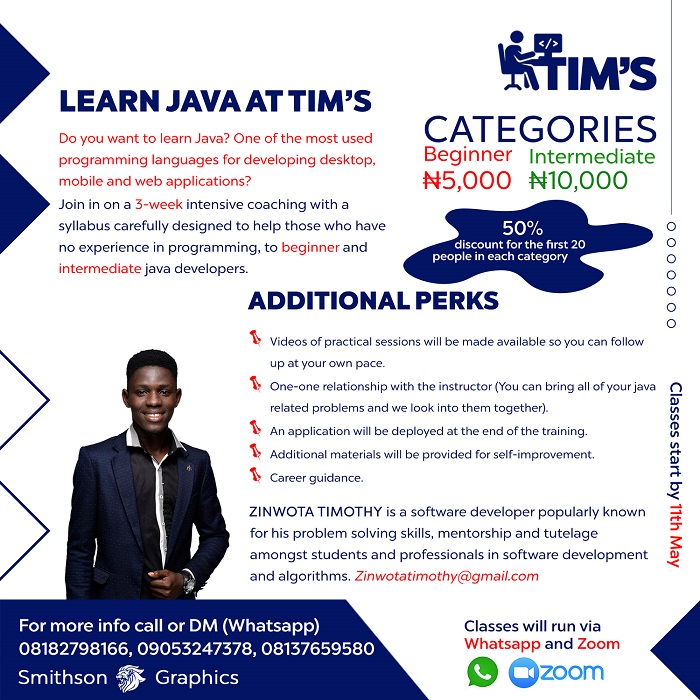 </>
TIM'S
LEARN JAVA AT TIM'S
Do you want to learn Java? One of the most used
programming languages for developing desktop,
mobile and web applications?
Join in on a 3-week intensive coaching with a
syllabus carefully designed to help those who have
no experience in programming, to beginner and
intermediate java developers.
CATEGORIES
Beginner Intermediate
₦5,000 ₦10,000
50%
discount for the first 20
people in each category
ADDITIONAL PERKS
Videos of practical sessions will be made available so you can follow
up at your own pace.
One-one relationship with the instructor (You can bring all of your java
related problems and we look into them together).
An application will be deployed at the end of the training.
Additional materials will be provided for self-improvement.
Career guidance.
ZINWOTA TIMOTHY is a software developer popularly known
for his problem solving skills, mentorship and tutelage
amongst students and professionals in software development
and algorithms. Zinwotatimothy@gmail.com
Classes start by 11th May
For more info call or DM (Whatsapp)
08182798166, 09053247378, 08137659580
Smithson Graphics
Classes will run via
Whatsapp and Zoom
zoom